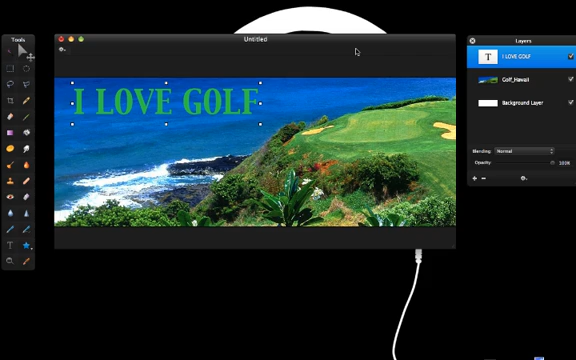 Tools
Untitled
I LOVE GOLF
Layers
I LOVE GOLF
Golf_Hawaii
Background Layer
Blending: Normal
Opacity: 100%